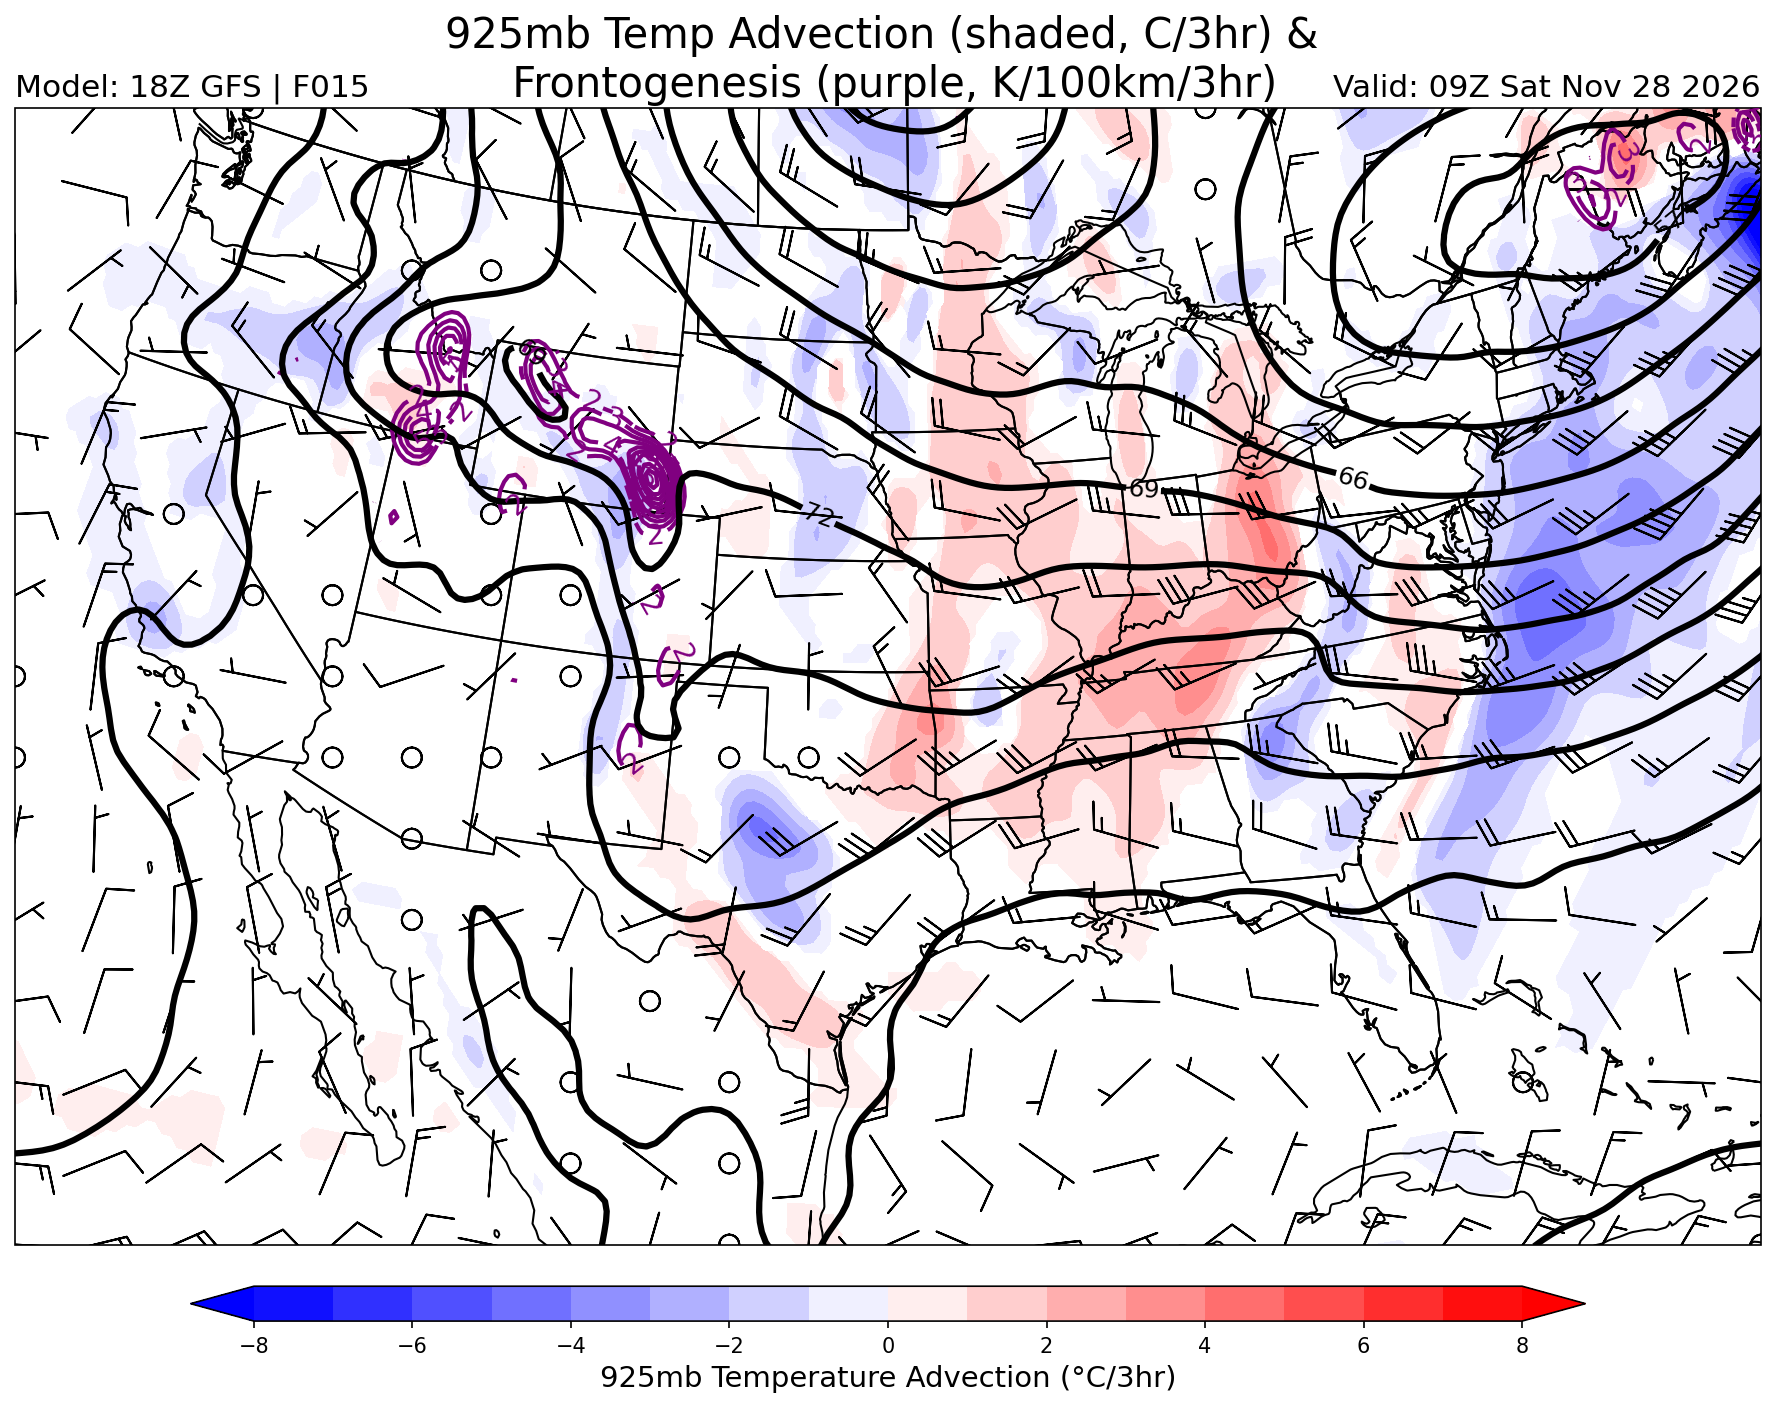 925mb Temp Advection (shaded, C/3hr) &
Frontogenesis (purple, K/100km/3hr)
Model: 18Z GFS | F015
Valid: 09Z Sat Nov 28 2026
66
69
72
−8 −6 −4 −2 0 2 4 6 8
925mb Temperature Advection (°C/3hr)